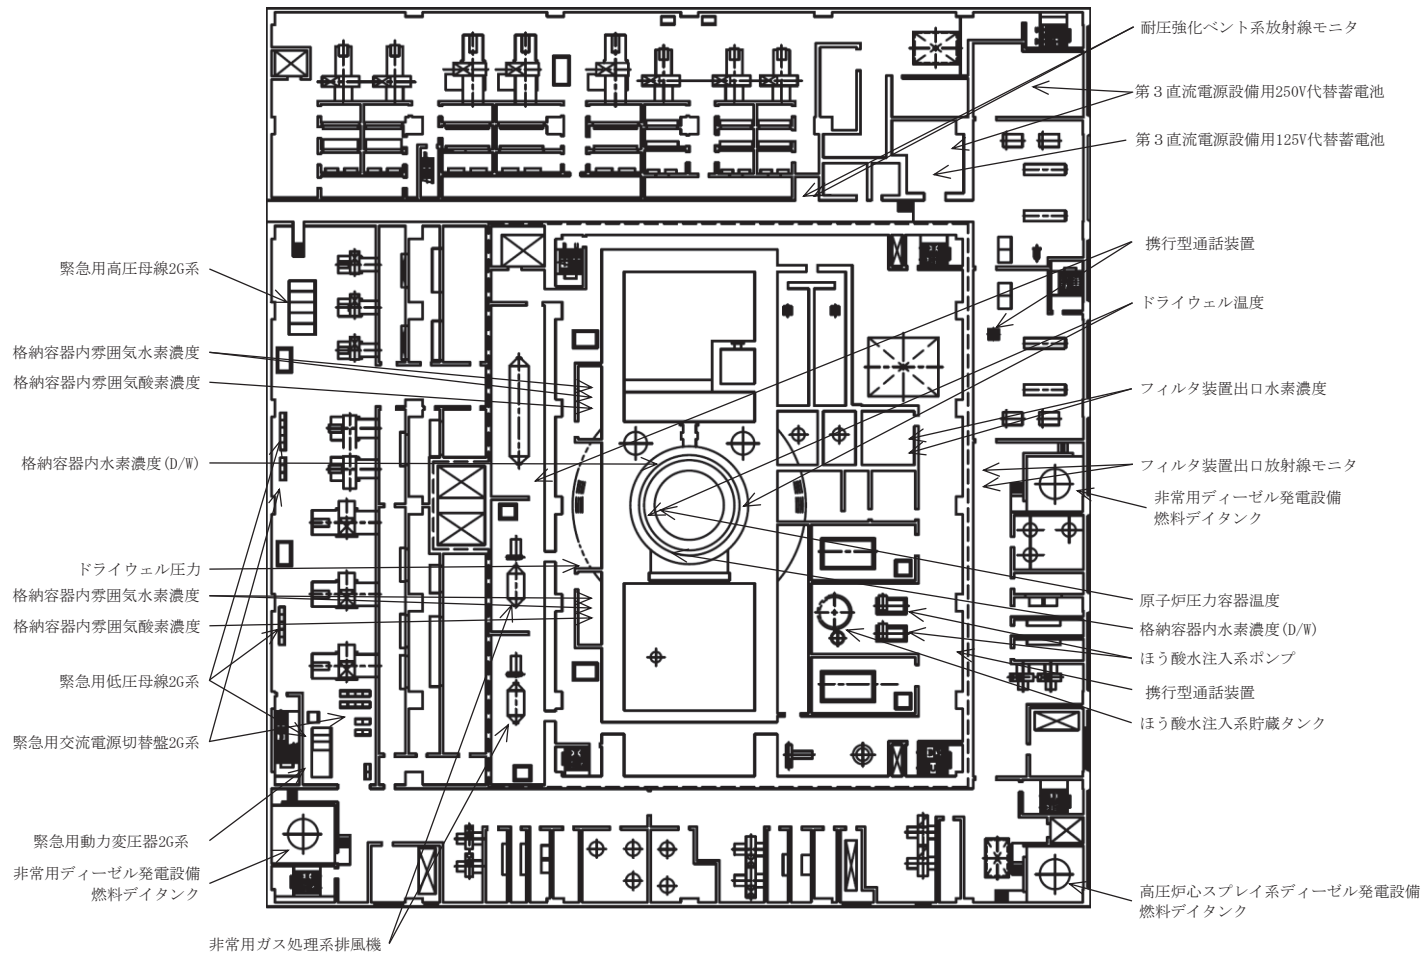 耐圧強化ベント系放射線モニタ
第３直流電源設備用250V代替蓄電池
第３直流電源設備用125V代替蓄電池
携行型通話装置
ドライウェル温度
フィルタ装置出口水素濃度
フィルタ装置出口放射線モニタ
非常用ディーゼル発電設備
燃料デイタンク
原子炉圧力容器温度
格納容器内水素濃度(D/W)
ほう酸水注入系ポンプ
携行型通話装置
ほう酸水注入系貯蔵タンク
高圧炉心スプレイ系ディーゼル発電設備
燃料デイタンク
緊急用高圧母線2G系
格納容器内雰囲気水素濃度
格納容器内雰囲気酸素濃度
格納容器内水素濃度(D/W)
ドライウェル圧力
格納容器内雰囲気水素濃度
格納容器内雰囲気酸素濃度
緊急用低圧母線2G系
緊急用交流電源切替盤2G系
緊急用動力変圧器2G系
非常用ディーゼル発電設備
燃料デイタンク
非常用ガス処理系排風機